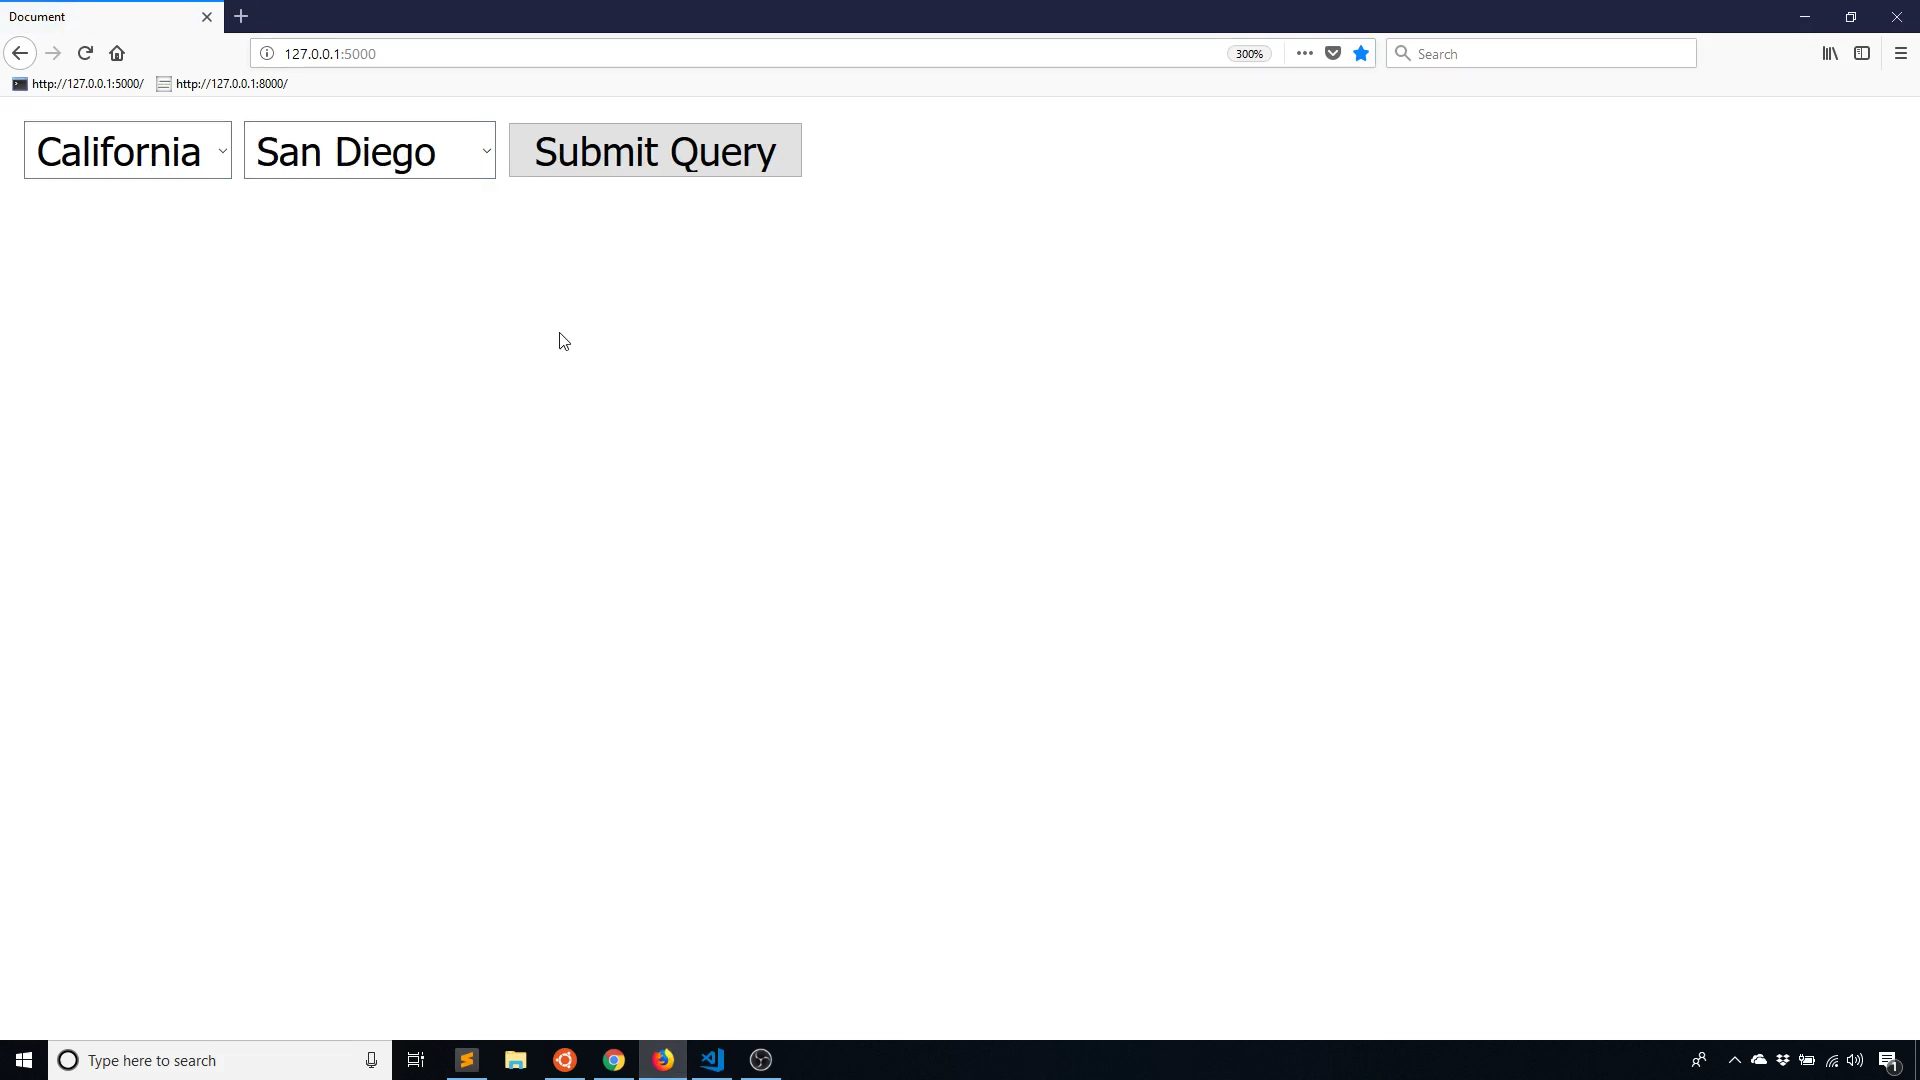 Document
127.0.0.1:5000
300%
Search
http://127.0.0.1:5000/ http://127.0.0.1:8000/
California San Diego Submit Query
Type here to search
1